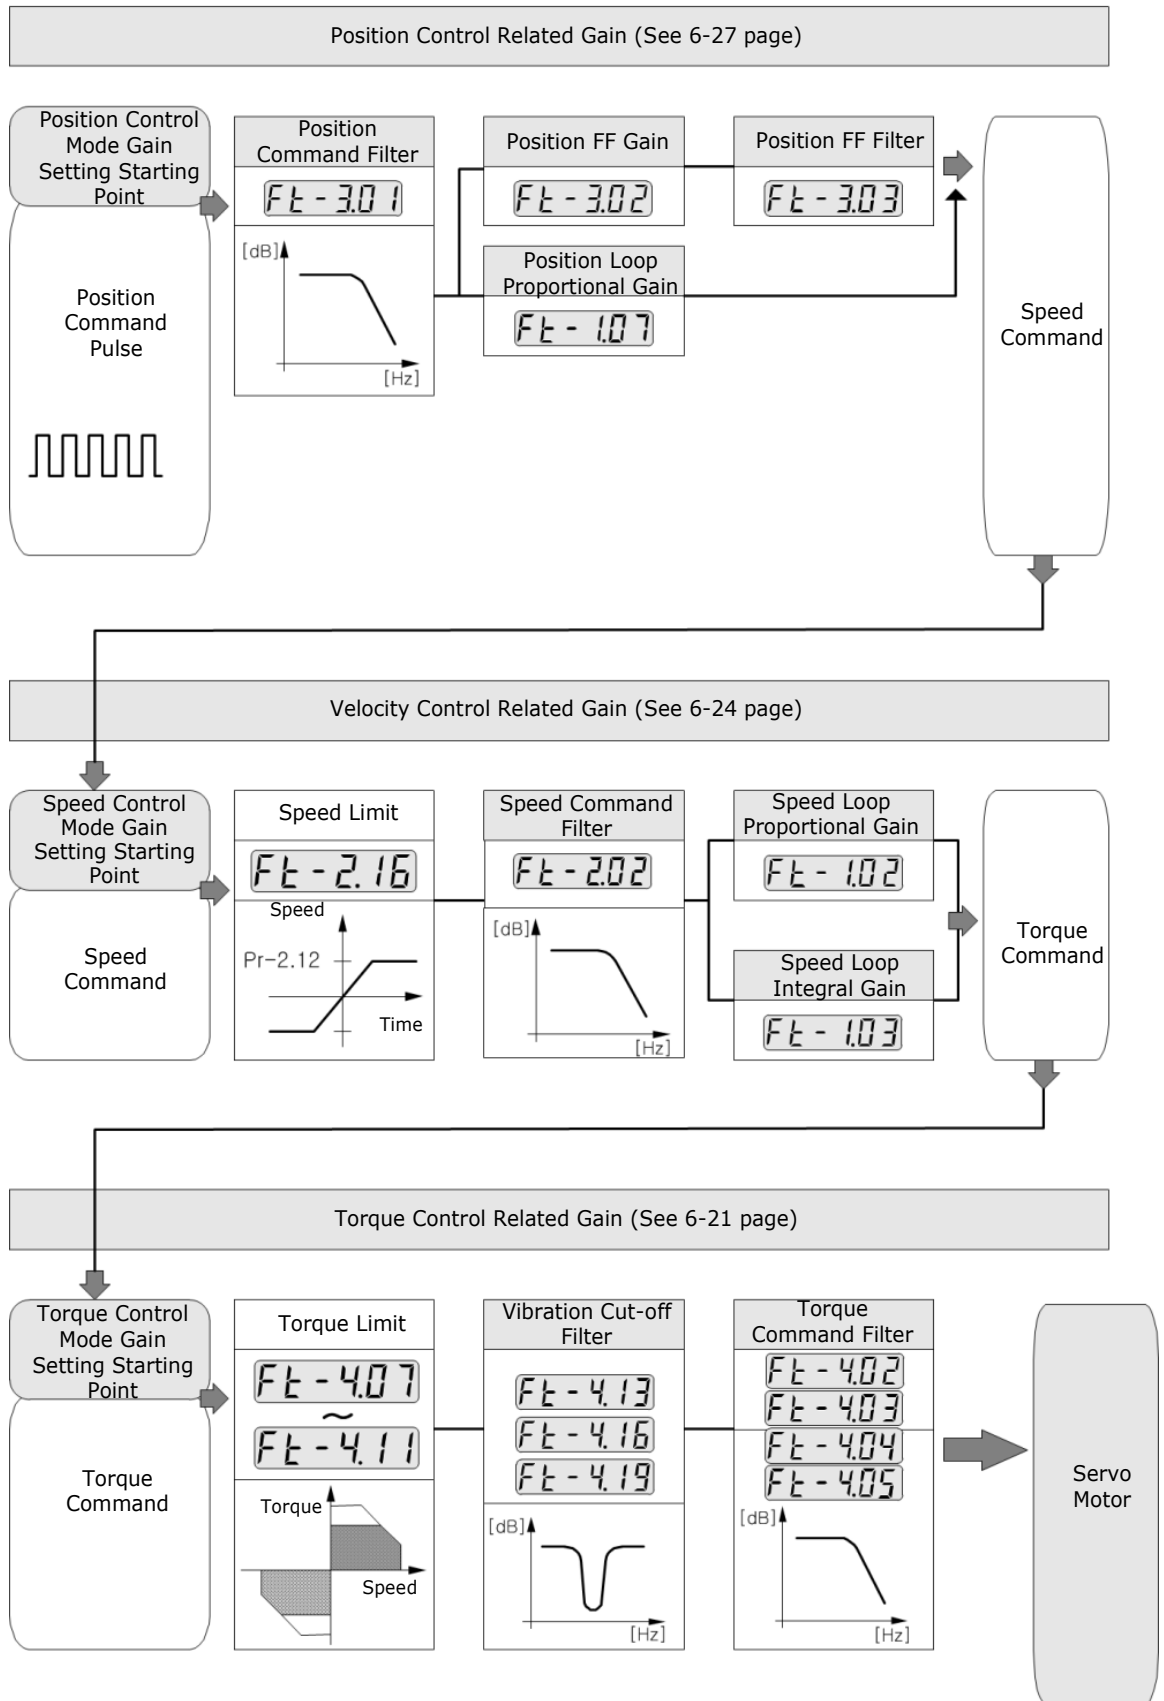 Position Control Related Gain (See 6-27 page)
Position Control
Mode Gain
Setting Starting
Point
Position
Command
Pulse
Position
Command Filter
Ft-3.01
[dB]
[Hz]
Position FF Gain
Ft-3.02
Position FF Filter
Ft-3.03
Position Loop
Proportional Gain
Ft-1.07
Speed
Command
Velocity Control Related Gain (See 6-24 page)
Speed Control
Mode Gain
Setting Starting
Point
Speed
Command
Speed Limit
Ft-2.16
Speed
Pr-2.12
Time
Speed Command
Filter
Ft-2.02
[dB]
[Hz]
Speed Loop
Proportional Gain
Ft-1.02
Speed Loop
Integral Gain
Ft-1.03
Torque
Command
Torque Control Related Gain (See 6-21 page)
Torque Control
Mode Gain
Setting Starting
Point
Torque
Command
Torque Limit
Ft-4.07
~
Ft-4.11
Torque
Speed
Vibration Cut-off
Filter
Ft-4.13
Ft-4.16
Ft-4.19
[dB]
[Hz]
Torque
Command Filter
Ft-4.02
Ft-4.03
Ft-4.04
Ft-4.05
[dB]
[Hz]
Servo
Motor